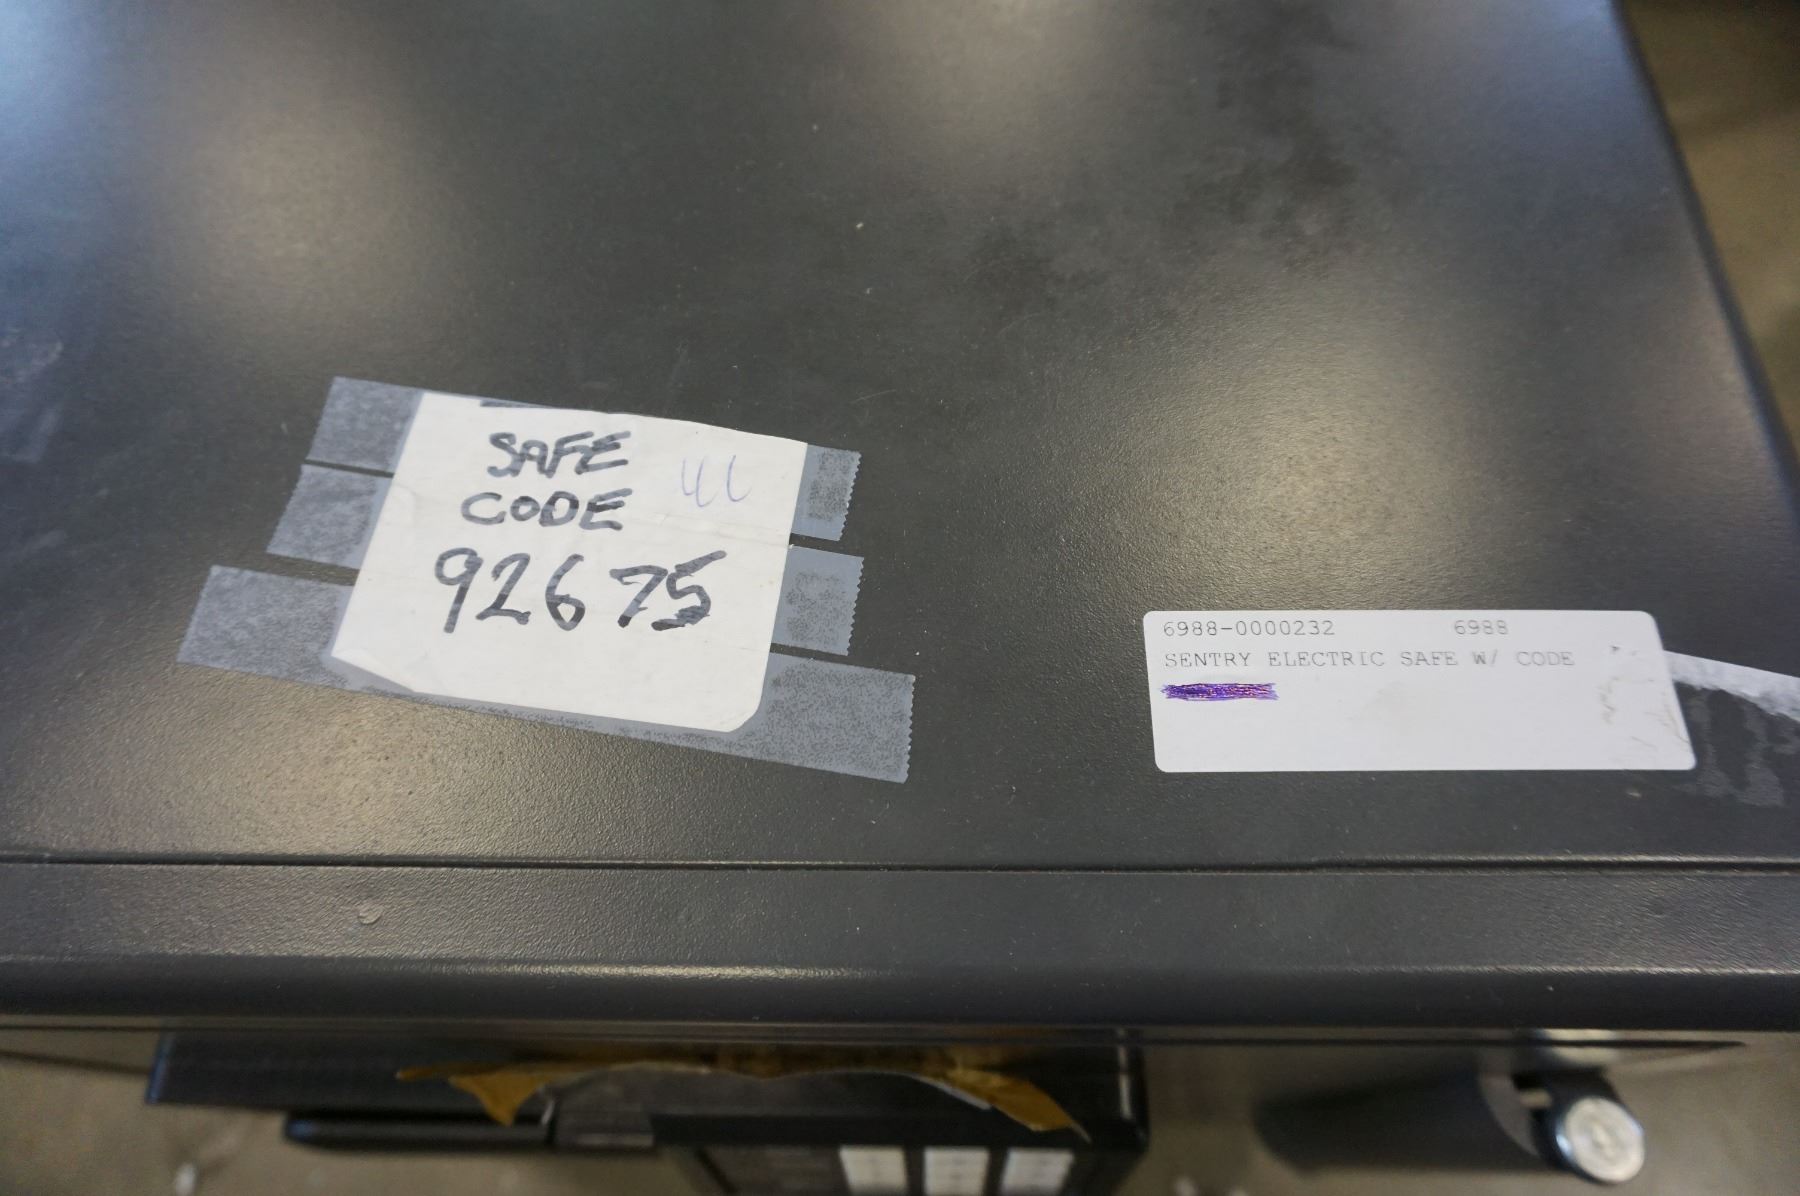 SAFE
CODE
92675
6988-0000232 6988
SENTRY ELECTRIC SAFE W/ CODE